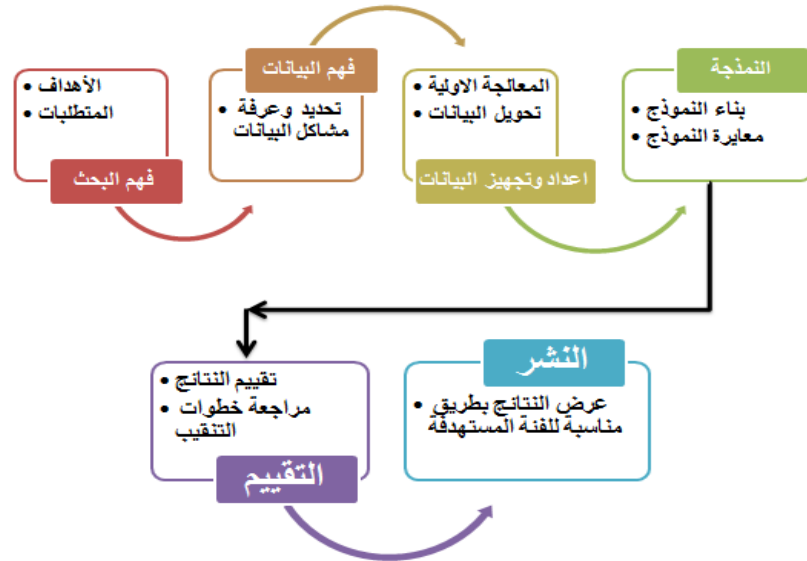 الأهداف
المتطلبات
فهم البحث
فهم البيانات
تحديد وعرفة
مشاكل البيانات
المعالجة الاولية
تحويل البيانات
اعداد وتجهيز البيانات
النمذجة
بناء النموذج
معايرة النموذج
تقييم النتائج
مراجعة خطوات
التنقيب
التقييم
النشر
عرض النتائج بطريق
مناسبة للفئة المستهدفة